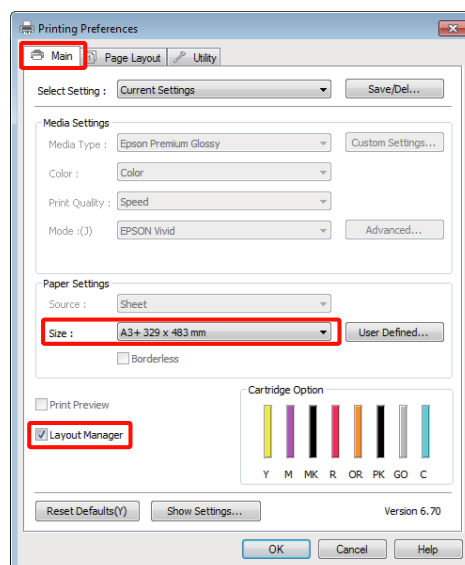 Printing Preferences
Main Page Layout Utility
Select Setting : Current Settings Save/Del...
Media Settings
Media Type : Epson Premium Glossy Custom Settings...
Color : Color
Print Quality : Speed
Mode :(J) EPSON Vivid Advanced...
Paper Settings
Source : Sheet
Size : A3+ 329 x 483 mm User Defined...
Borderless
Cartridge Option
Print Preview
Layout Manager
Y M MK R OR PK GO C
Reset Defaults(Y) Show Settings... Version 6.70
OK Cancel Help